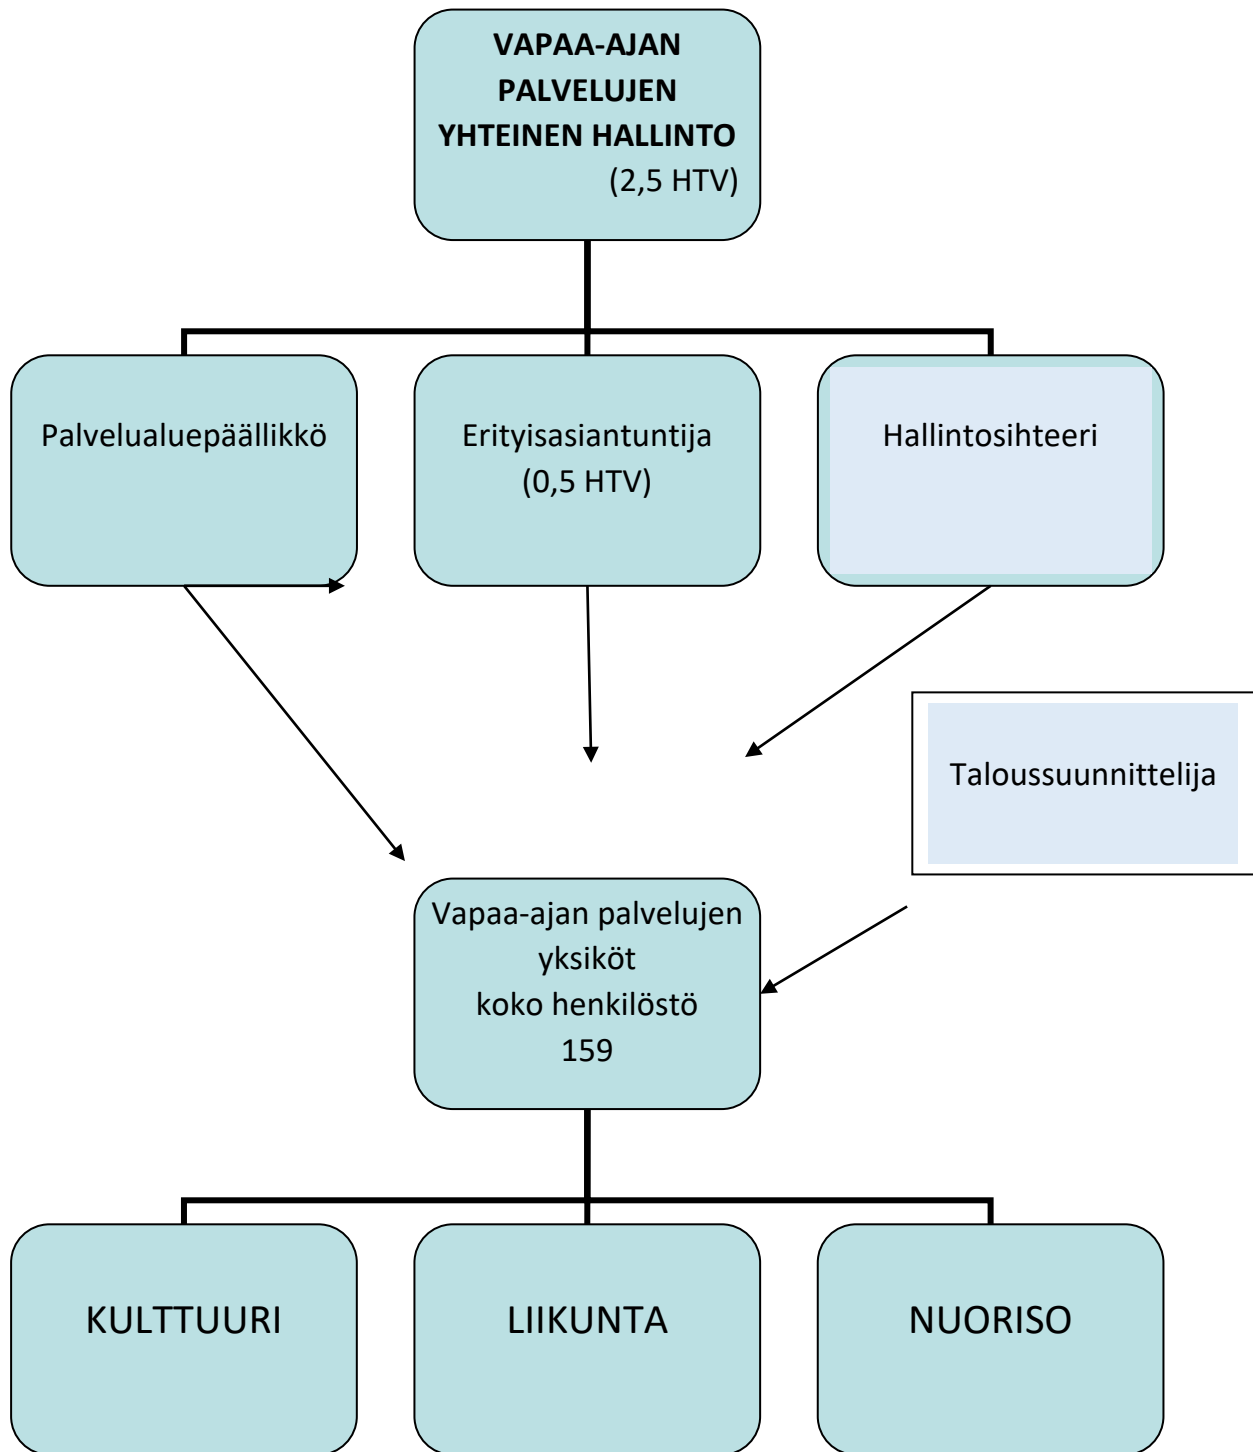 VAPAA-AJAN
PALVELUJEN
YHTEINEN HALLINTO
(2,5 HTV)
Palvelualuepäällikkö
Erityisasiantuntija
(0,5 HTV)
Hallintosihteeri
Taloussuunnittelija
Vapaa-ajan palvelujen
yksiköt
koko henkilöstö
159
KULTTUURI
LIIKUNTA
NUORISO